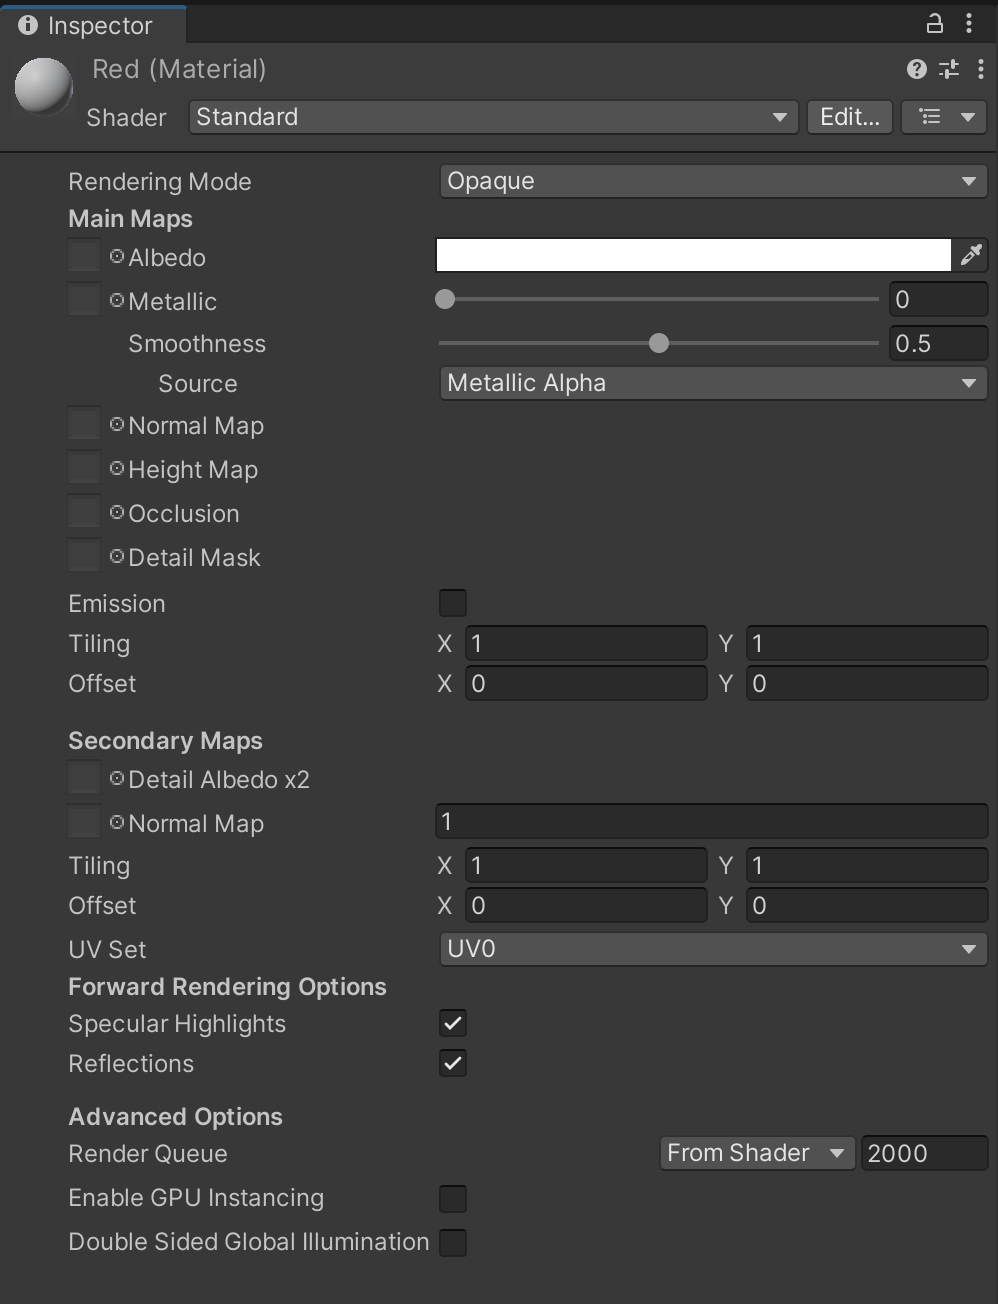 Inspector
Red (Material)
Shader Standard Edit...
Rendering Mode Opaque
Main Maps
Albedo
Metallic 0
Smoothness 0.5
Source Metallic Alpha
Normal Map
Height Map
Occlusion
Detail Mask
Emission
Tiling X 1 Y 1
Offset X 0 Y 0
Secondary Maps
Detail Albedo x2
Normal Map 1
Tiling X 1 Y 1
Offset X 0 Y 0
UV Set UV0
Forward Rendering Options
Specular Highlights
Reflections
Advanced Options
Render Queue From Shader 2000
Enable GPU Instancing
Double Sided Global Illumination